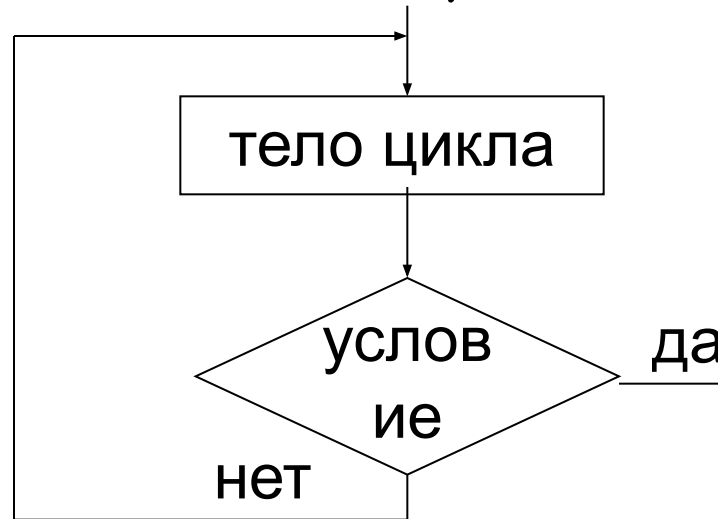 тело цикла
услов
ие
да
нет